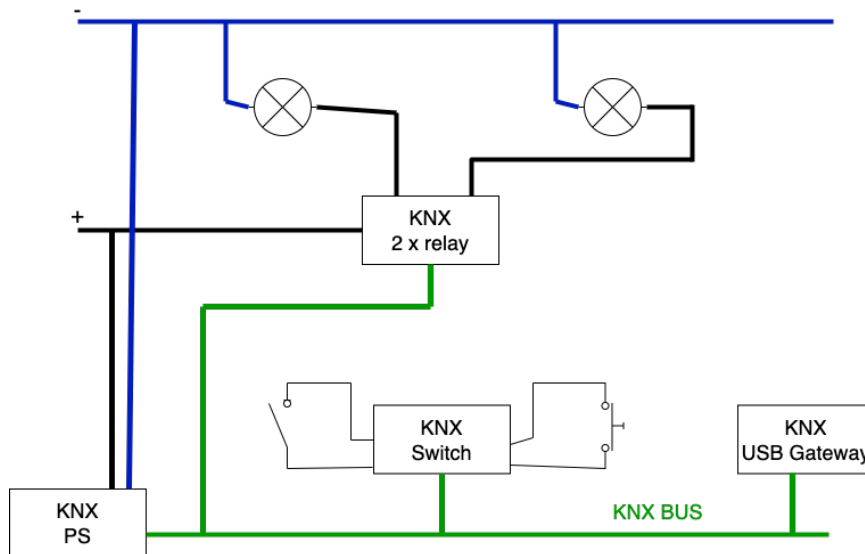 -
+
KNX
2 x relay
KNX
Switch
KNX
USB Gateway
KNX BUS
KNX
PS